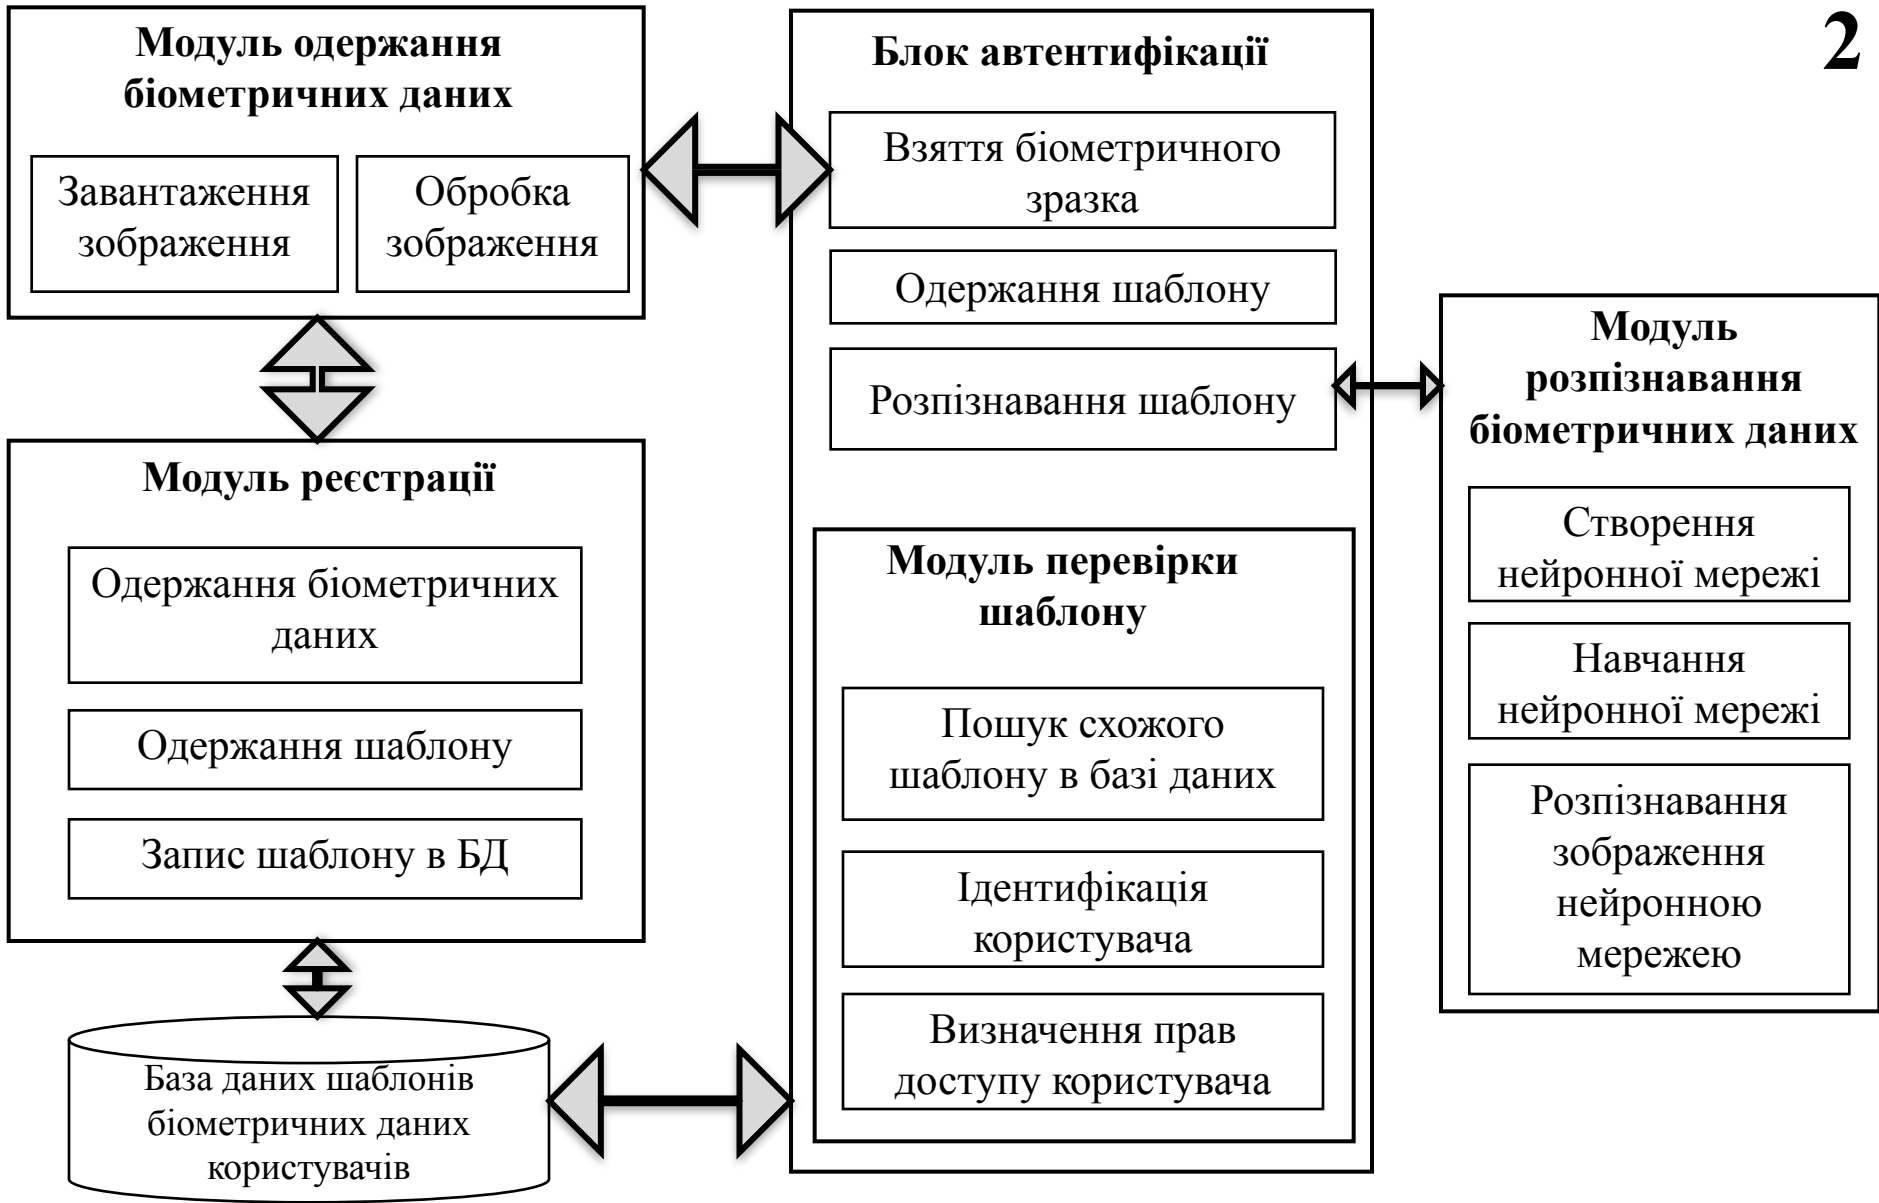 2
Модуль одержання
біометричних даних
Завантаження
зображення
Обробка
зображення
Модуль реєстрації
Одержання біометричних
даних
Одержання шаблону
Запис шаблону в БД
База даних шаблонів
біометричних даних
користувачів
Блок автентифікації
Взяття біометричного
зразка
Одержання шаблону
Розпізнавання шаблону
Модуль перевірки
шаблону
Пошук схожого
шаблону в базі даних
Ідентифікація
користувача
Визначення прав
доступу користувача
Модуль
розпізнавання
біометричних даних
Створення
нейронної мережі
Навчання
нейронної мережі
Розпізнавання
зображення
нейронною
мережею